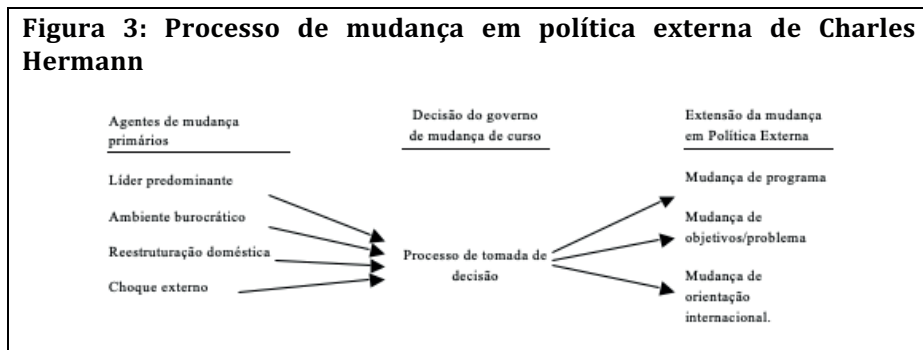 Figura 3: Processo de mudança em política externa de Charles
Hermann
Agentes de mudança
primários
Líder predominante
Ambiente burocrático
Reestruturação doméstica
Choque externo
Decisão do governo
de mudança de curso
Processo de tomada de
decisão
Extensão da mudança
em Política Externa
Mudança de programa
Mudança de
objetivos/problema
Mudança de
orientação
internacional.